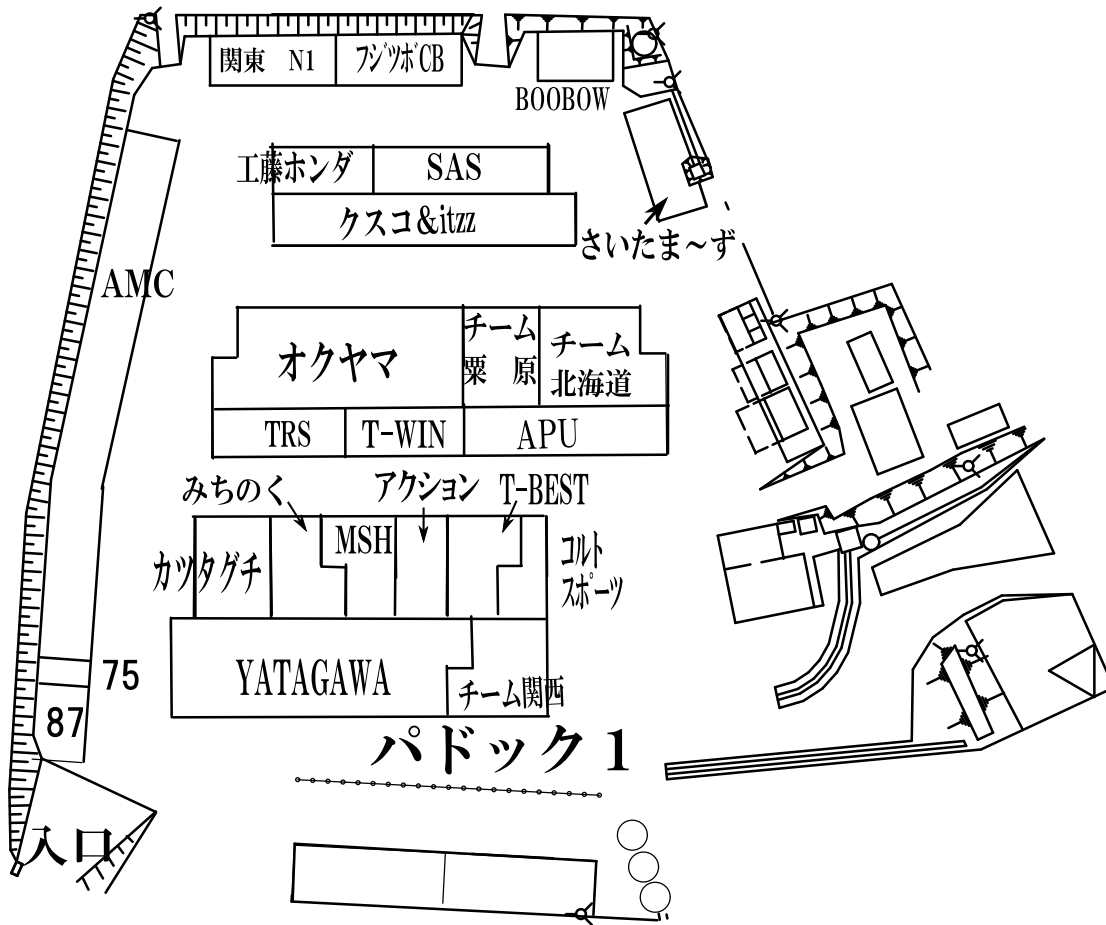 関東 N1
フジツボCB
BOOBOW
工藤ホンダ
SAS
クスコ&itzz
さいたま～ず
AMC
オクヤマ
チーム
粟 原
チーム
北海道
TRS
T-WIN
APU
みちのく
アクション
T-BEST
カツタグチ
MSH
コルト
スポーツ
YATAGAWA
チーム関西
75
87
パドック1
入口